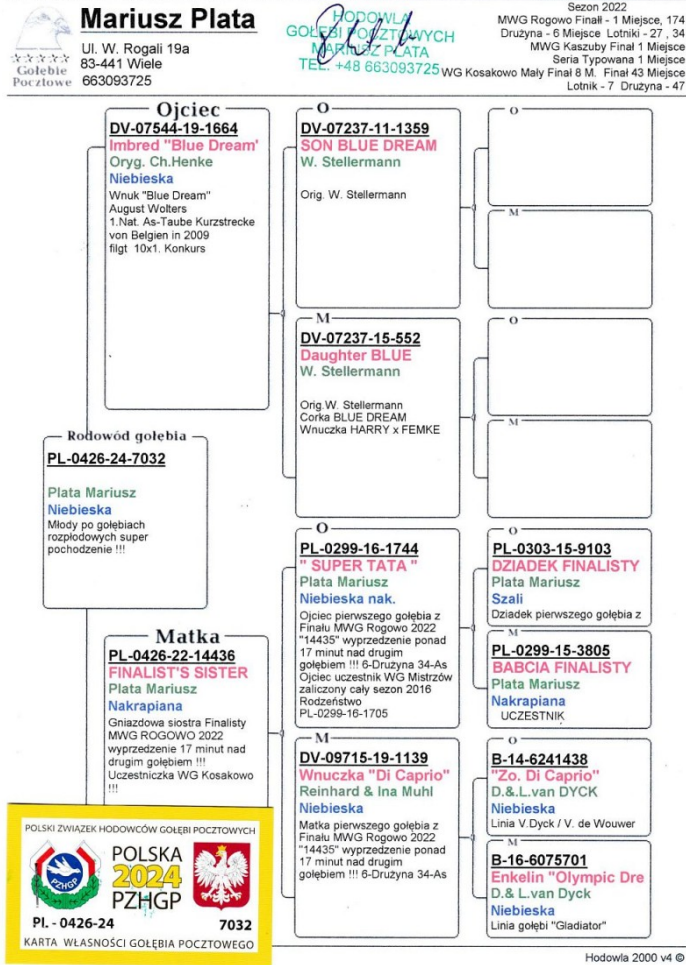 Mariusz Plata
Ul. W. Rogali 19a
83-441 Wiele
663093725
Gołębie
Pocztowe
HODOWLA
GOŁĘBI POCZTOWYCH
MARIUSZ PLATA
TEL. +48 663093725
Sezon 2022
MWG Rogowo Finałł - 1 Miejsce, 174
Drużyna - 6 Miejsce Lotniki - 27 , 34
MWG Kaszuby Finał 1 Miejsce
Seria Typowana 1 Miejsce
WG Kosakowo Mały Finał 8 M. Finał 43 Miejsce
Lotnik - 7 Drużyna - 47
Ojciec
DV-07544-19-1664
Imbred "Blue Dream'
Oryg. Ch.Henke
Niebieska
Wnuk "Blue Dream"
August Wolters
1.Nat. As-Taube Kurzstrecke
von Belgien in 2009
filgt 10x1. Konkurs
O
DV-07237-11-1359
SON BLUE DREAM
W. Stellermann
Orig. W. Stellermann
O
M
M
DV-07237-15-552
Daughter BLUE
W. Stellermann
Orig.W. Stellermann
Corka BLUE DREAM
Wnuczka HARRY x FEMKE
O
M
Rodowód gołębia
PL-0426-24-7032
Plata Mariusz
Niebieska
Młody po gołębiach
rozpłodowych super
pochodzenie !!!
Matka
PL-0426-22-14436
FINALIST'S SISTER
Plata Mariusz
Nakrapiana
Gniazdowa siostra Finalisty
MWG ROGOWO 2022
wyprzedzenie 17 minut nad
drugim gołębiem !!!
Uczestniczka WG Kosakowo
!!!
O
PL-0299-16-1744
" SUPER TATA "
Plata Mariusz
Niebieska nak.
Ojciec pierwszego gołębia z
Finału MWG Rogowo 2022
"14435" wyprzedzenie ponad
17 minut nad drugim
gołębiem !!! 6-Drużyna 34-As
Ojciec uczestnik WG Mistrzów
zaliczony cały sezon 2016
Rodzeństwo
PL-0299-16-1705
O
PL-0303-15-9103
DZIADEK FINALISTY
Plata Mariusz
Szali
Dziadek pierwszego gołębia z
M
PL-0299-15-3805
BABCIA FINALISTY
Plata Mariusz
Nakrapiana
UCZESTNIK
M
DV-09715-19-1139
Wnuczka "Di Caprio"
Reinhard & Ina Muhl
Niebieska
Matka pierwszego gołębia z
Finału MWG Rogowo 2022
"14435" wyprzedzenie ponad
17 minut nad drugim
gołębiem !!! 6-Drużyna 34-As
O
B-14-6241438
"Zo. Di Caprio"
D.&.L.van DYCK
Niebieska
Linia V.Dyck / V. de Wouwer
M
B-16-6075701
Enkelin "Olympic Dre
D.& L.van Dyck
Niebieska
Linia gołębi "Gladiator"
POLSKI ZWIĄZEK HODOWCÓW GOŁĘBI POCZTOWYCH
PZHGP
POLSKA
2024
PZHGP
Pl. - 0426-24
7032
KARTA WŁASNOŚCI GOŁĘBIA POCZTOWEGO
Hodowla 2000 v4 ©